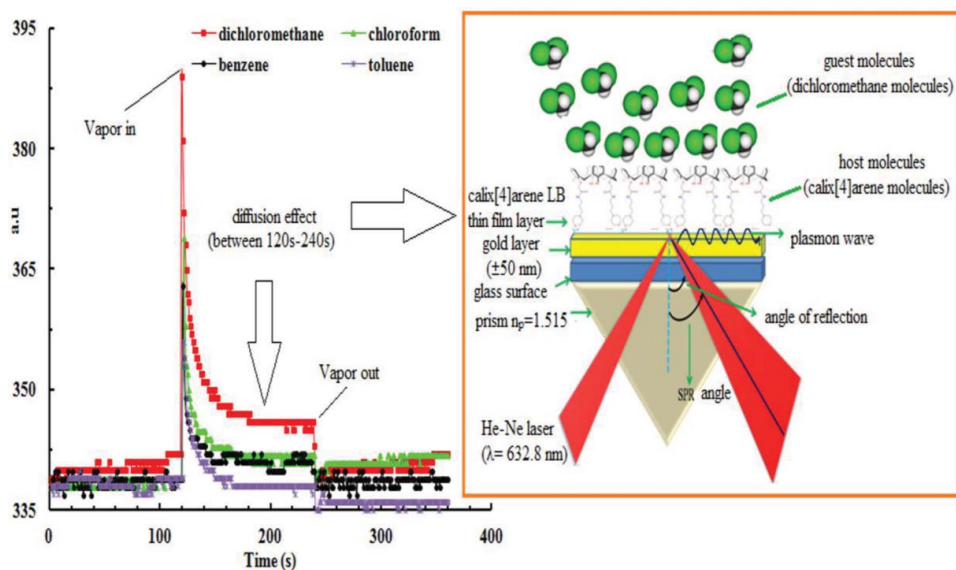 395
380
365
350
335
a.u
0
100
200
300
400
Time (s)
dichloromethane
chloroform
benzene
toluene
Vapor in
diffusion effect
(between 120s-240s)
Vapor out
guest molecules
(dichloromethane molecules)
host molecules
(calix[4]arene molecules)
calix[4]arene LB
thin film layer
gold layer
(±50 nm)
glass surface
prism np=1.515
plasmon wave
angle of reflection
SPR angle
He-Ne laser
(λ= 632.8 nm)